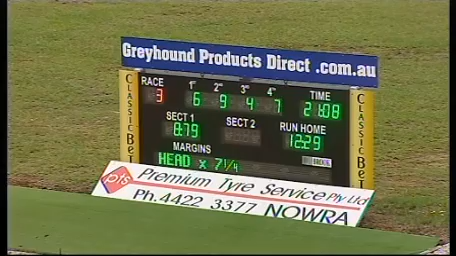 Greyhound Products Direct .com.au
RACE 1st 2nd 3rd 4th TIME
3 6 9 4 7 21:08
SECT 1 SECT 2 RUN HOME
8:79 12:29
MARGINS
HEAD x 7 1/4
CLASSIC BET
CLASSIC BET
pts Premium Tyre Service Pty Ltd
Ph. 4422 3377 NOWRA